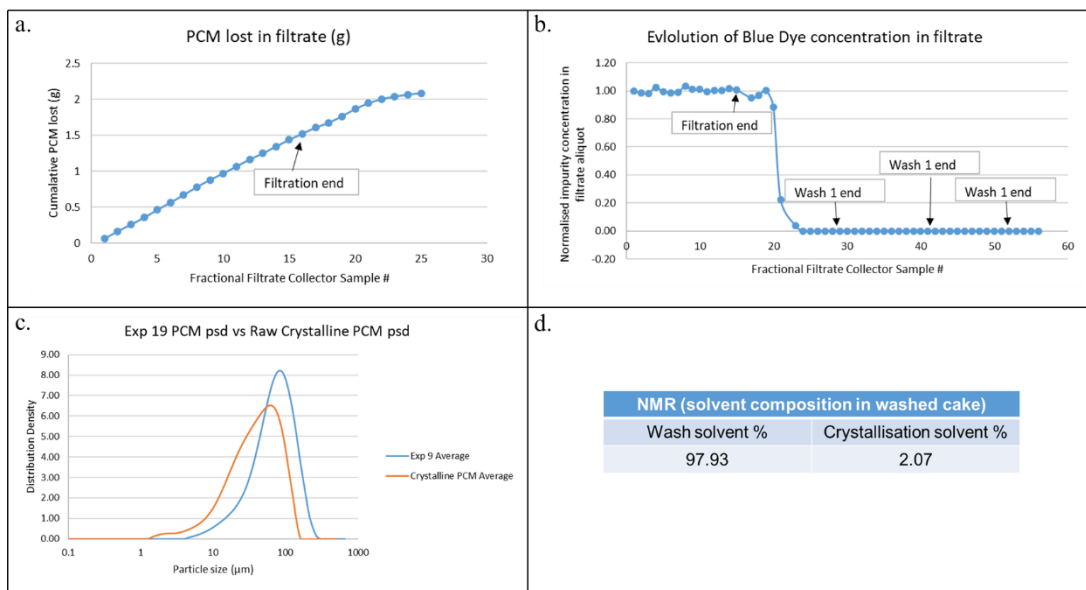 a.
PCM lost in filtrate (g)
Cumalative PCM lost (g)
2.5
2
1.5
1
0.5
0
Filtration end
0 5 10 15 20 25 30
Fractional Filtrate Collector Sample #
b.
Evlolution of Blue Dye concentration in filtrate
Normalised impurity concentration in
filtrate aliquot
1.20
1.00
0.80
0.60
0.40
0.20
0.00
-0.20
Filtration end
Wash 1 end
Wash 1 end
Wash 1 end
0 10 20 30 40 50 60
Fractional Filtrate Collector Sample #
c.
Exp 19 PCM psd vs Raw Crystalline PCM psd
Distribution Density
9.00
8.00
7.00
6.00
5.00
4.00
3.00
2.00
1.00
0.00
0.1 1 10 100 1000
Particle size (µm)
Exp 9 Average
Crystalline PCM Average
d.
NMR (solvent composition in washed cake)
Wash solvent % Crystallisation solvent %
97.93 2.07